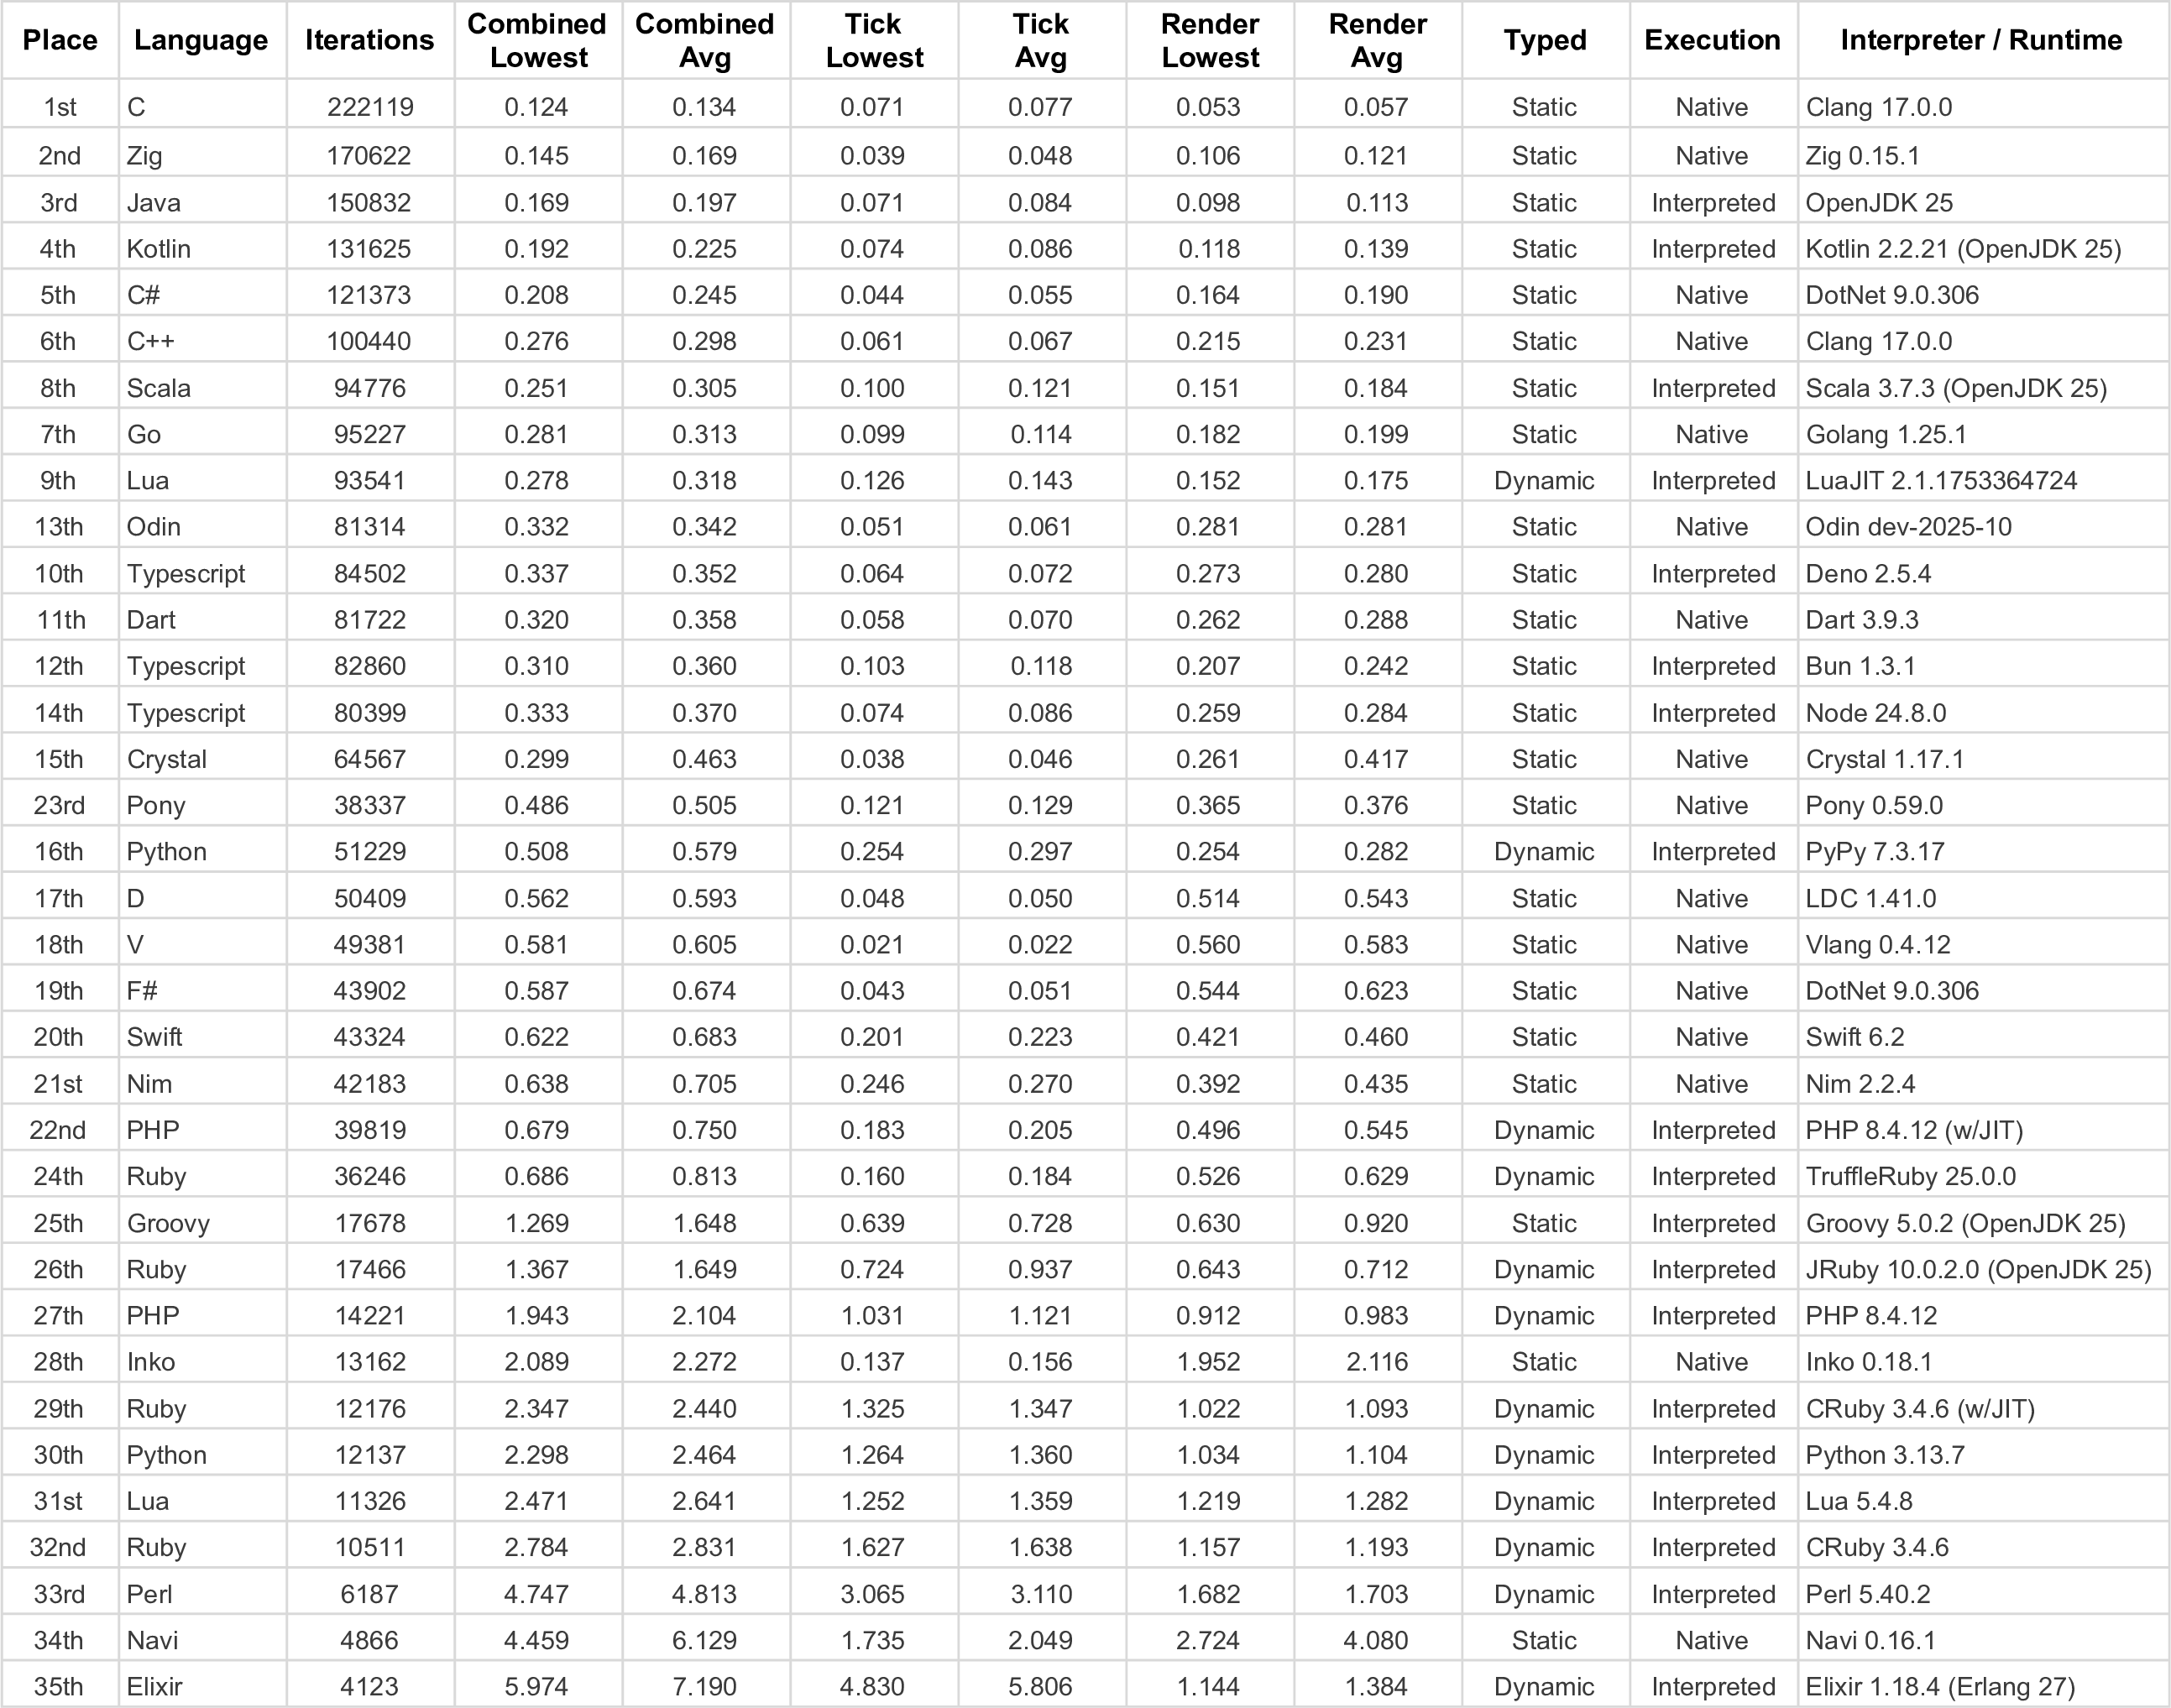 Place Language Iterations Combined Lowest Combined Avg Tick Lowest Tick Avg Render Lowest Render Avg Typed Execution Interpreter / Runtime
1st C 222119 0.124 0.134 0.071 0.077 0.053 0.057 Static Native Clang 17.0.0
2nd Zig 170622 0.145 0.169 0.039 0.048 0.106 0.121 Static Native Zig 0.15.1
3rd Java 150832 0.169 0.197 0.071 0.084 0.098 0.113 Static Interpreted OpenJDK 25
4th Kotlin 131625 0.192 0.225 0.074 0.086 0.118 0.139 Static Interpreted Kotlin 2.2.21 (OpenJDK 25)
5th C# 121373 0.208 0.245 0.044 0.055 0.164 0.190 Static Native DotNet 9.0.306
6th C++ 100440 0.276 0.298 0.061 0.067 0.215 0.231 Static Native Clang 17.0.0
8th Scala 94776 0.251 0.305 0.100 0.121 0.151 0.184 Static Interpreted Scala 3.7.3 (OpenJDK 25)
7th Go 95227 0.281 0.313 0.099 0.114 0.182 0.199 Static Native Golang 1.25.1
9th Lua 93541 0.278 0.318 0.126 0.143 0.152 0.175 Dynamic Interpreted LuaJIT 2.1.1753364724
13th Odin 81314 0.332 0.342 0.051 0.061 0.281 0.281 Static Native Odin dev-2025-10
10th Typescript 84502 0.337 0.352 0.064 0.072 0.273 0.280 Static Interpreted Deno 2.5.4
11th Dart 81722 0.320 0.358 0.058 0.070 0.262 0.288 Static Native Dart 3.9.3
12th Typescript 82860 0.310 0.360 0.103 0.118 0.207 0.242 Static Interpreted Bun 1.3.1
14th Typescript 80399 0.333 0.370 0.074 0.086 0.259 0.284 Static Interpreted Node 24.8.0
15th Crystal 64567 0.299 0.463 0.038 0.046 0.261 0.417 Static Native Crystal 1.17.1
23rd Pony 38337 0.486 0.505 0.121 0.129 0.365 0.376 Static Native Pony 0.59.0
16th Python 51229 0.508 0.579 0.254 0.297 0.254 0.282 Dynamic Interpreted PyPy 7.3.17
17th D 50409 0.562 0.593 0.048 0.050 0.514 0.543 Static Native LDC 1.41.0
18th V 49381 0.581 0.605 0.021 0.022 0.560 0.583 Static Native Vlang 0.4.12
19th F# 43902 0.587 0.674 0.043 0.051 0.544 0.623 Static Native DotNet 9.0.306
20th Swift 43324 0.622 0.683 0.201 0.223 0.421 0.460 Static Native Swift 6.2
21st Nim 42183 0.638 0.705 0.246 0.270 0.392 0.435 Static Native Nim 2.2.4
22nd PHP 39819 0.679 0.750 0.183 0.205 0.496 0.545 Dynamic Interpreted PHP 8.4.12 (w/JIT)
24th Ruby 36246 0.686 0.813 0.160 0.184 0.526 0.629 Dynamic Interpreted TruffleRuby 25.0.0
25th Groovy 17678 1.269 1.648 0.639 0.728 0.630 0.920 Static Interpreted Groovy 5.0.2 (OpenJDK 25)
26th Ruby 17466 1.367 1.649 0.724 0.937 0.643 0.712 Dynamic Interpreted JRuby 10.0.2.0 (OpenJDK 25)
27th PHP 14221 1.943 2.104 1.031 1.121 0.912 0.983 Dynamic Interpreted PHP 8.4.12
28th Inko 13162 2.089 2.272 0.137 0.156 1.952 2.116 Static Native Inko 0.18.1
29th Ruby 12176 2.347 2.440 1.325 1.347 1.022 1.093 Dynamic Interpreted CRuby 3.4.6 (w/JIT)
30th Python 12137 2.298 2.464 1.264 1.360 1.034 1.104 Dynamic Interpreted Python 3.13.7
31st Lua 11326 2.471 2.641 1.252 1.359 1.219 1.282 Dynamic Interpreted Lua 5.4.8
32nd Ruby 10511 2.784 2.831 1.627 1.638 1.157 1.193 Dynamic Interpreted CRuby 3.4.6
33rd Perl 6187 4.747 4.813 3.065 3.110 1.682 1.703 Dynamic Interpreted Perl 5.40.2
34th Navi 4866 4.459 6.129 1.735 2.049 2.724 4.080 Static Native Navi 0.16.1
35th Elixir 4123 5.974 7.190 4.830 5.806 1.144 1.384 Dynamic Interpreted Elixir 1.18.4 (Erlang 27)